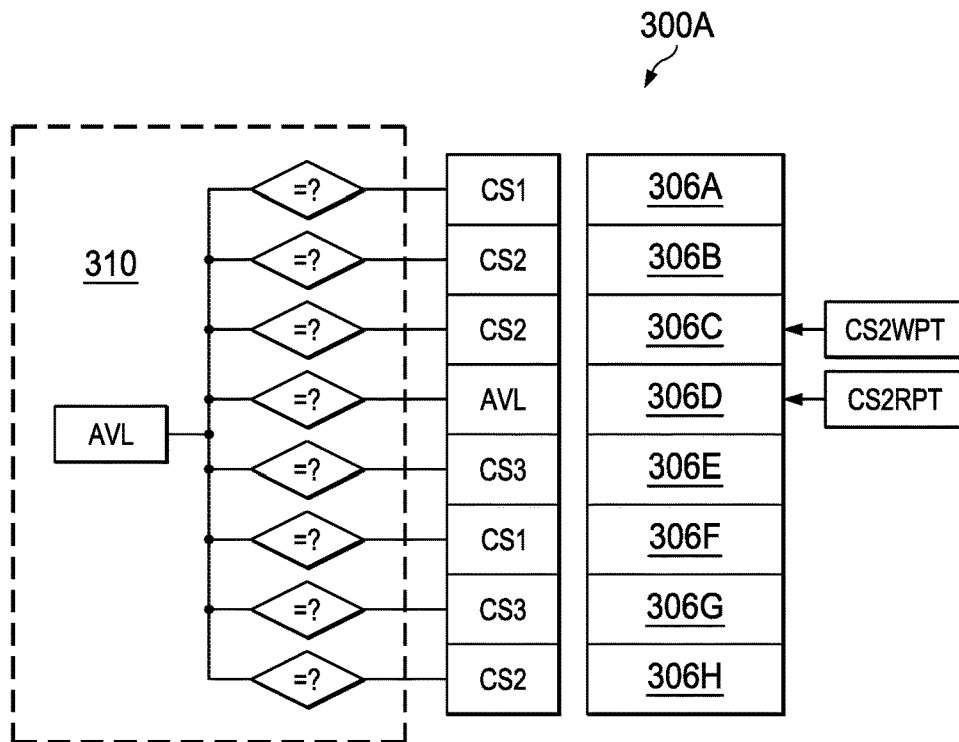 300A
=? CS1 306A
310 =? CS2 306B
=? CS2 306C CS2WPT
=? AVL 306D CS2RPT
AVL
=? CS3 306E
=? CS1 306F
=? CS3 306G
=? CS2 306H